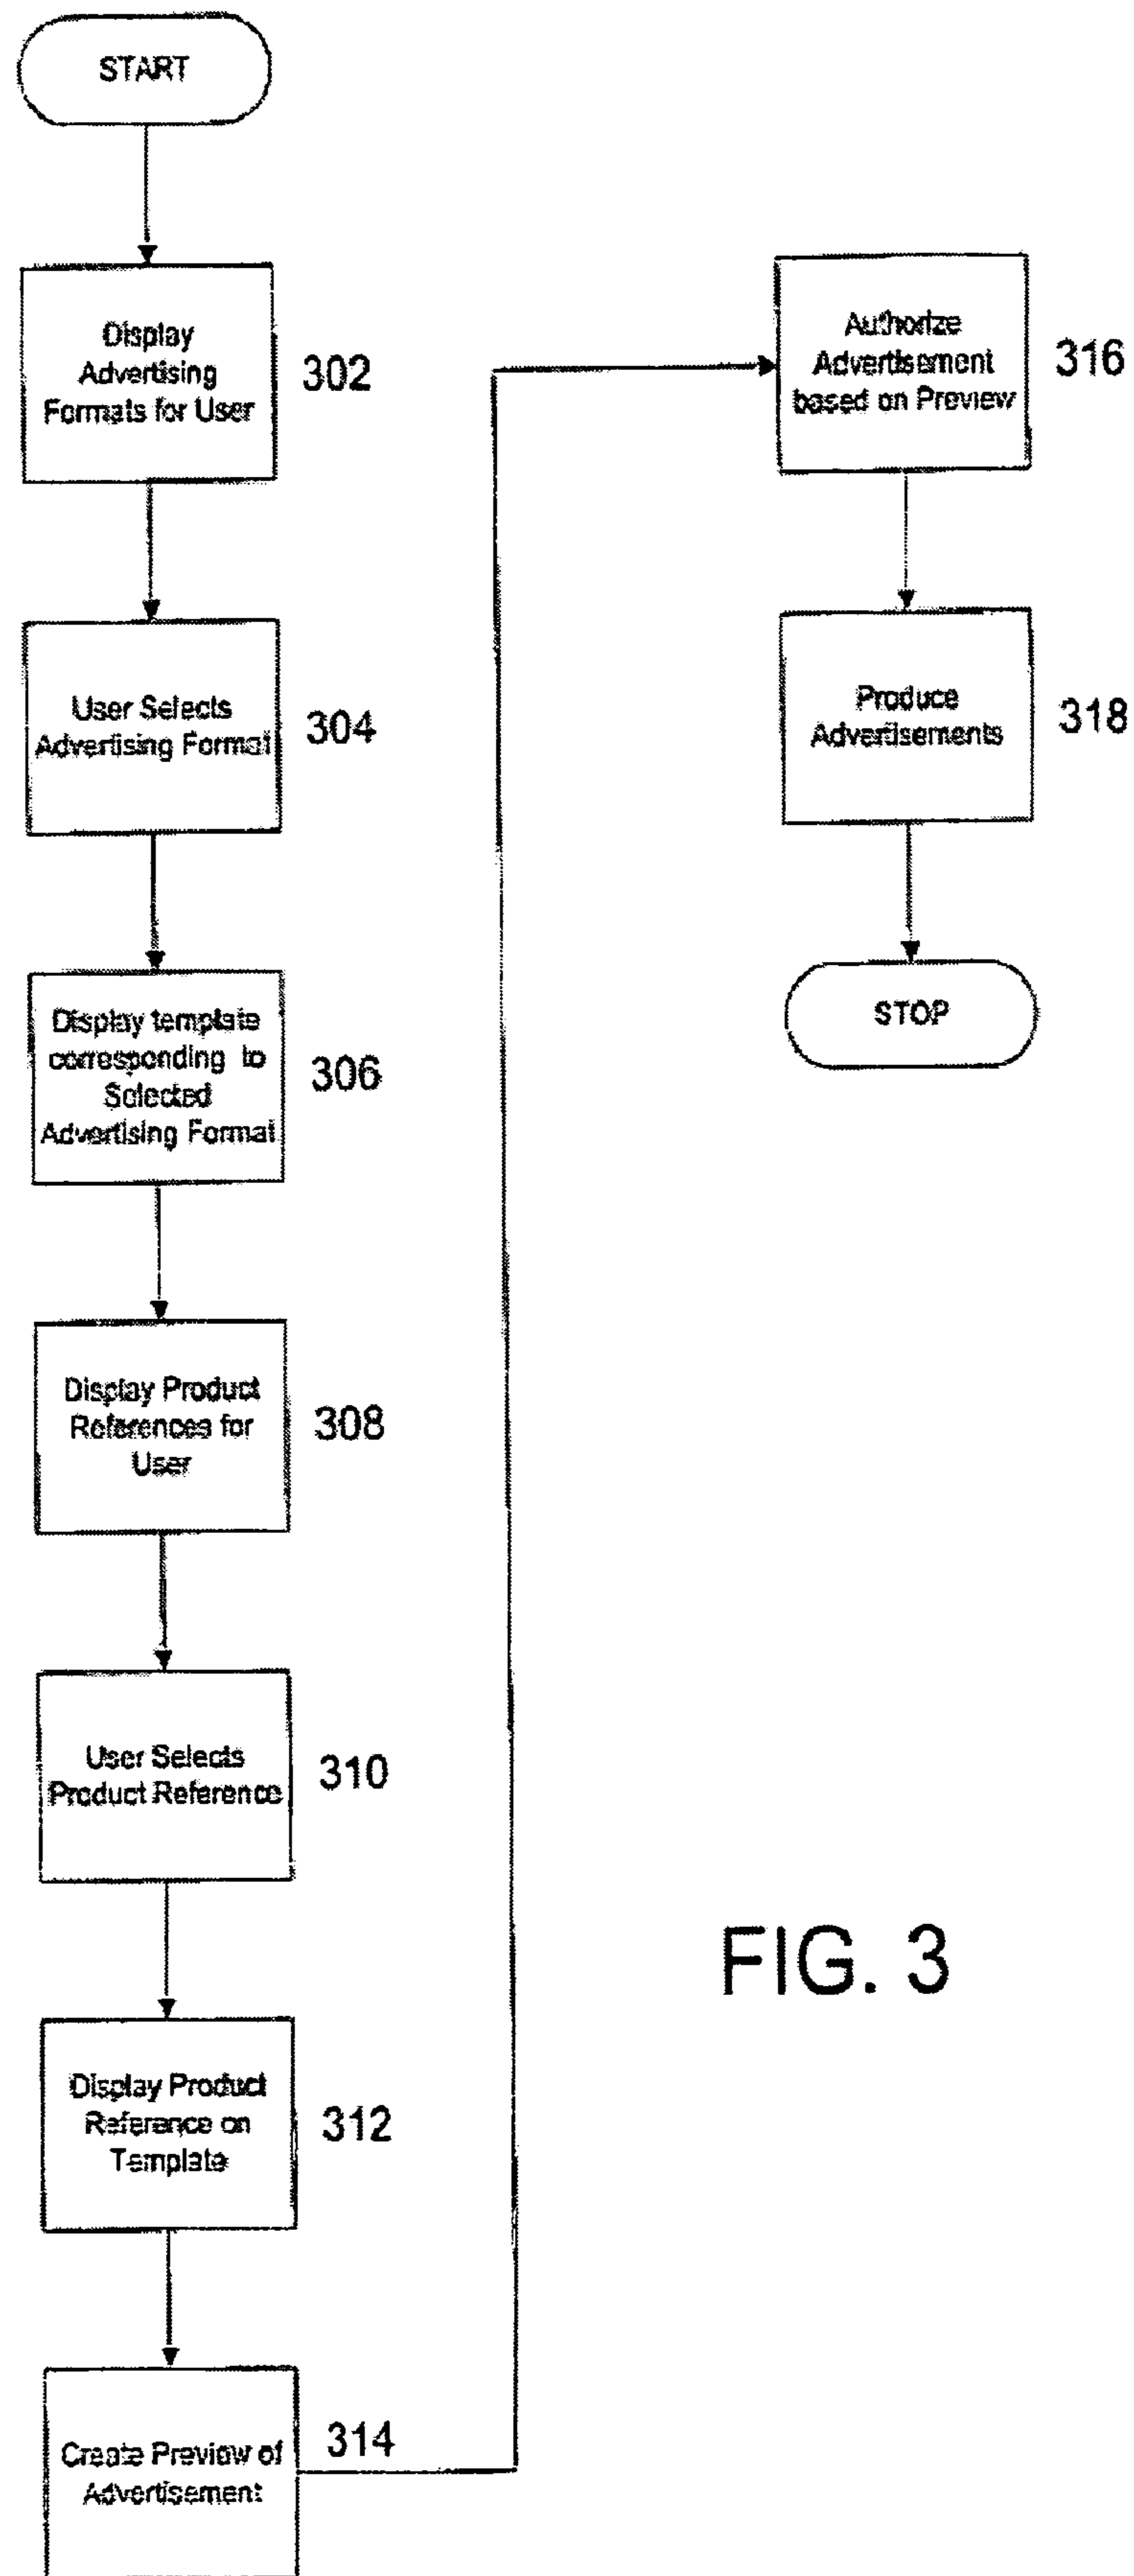 START
Display
Advertising
Formats for User
302
User Selects
Advertising Format
304
Display template
corresponding to
Selected
Advertising Format
306
Display Product
References for
User
308
User Selects
Product Reference
310
Display Product
Reference on
Template
312
Create Preview of
Advertisement
314
Authorize
Advertisement
based on Preview
316
Produce
Advertisements
318
STOP
FIG. 3